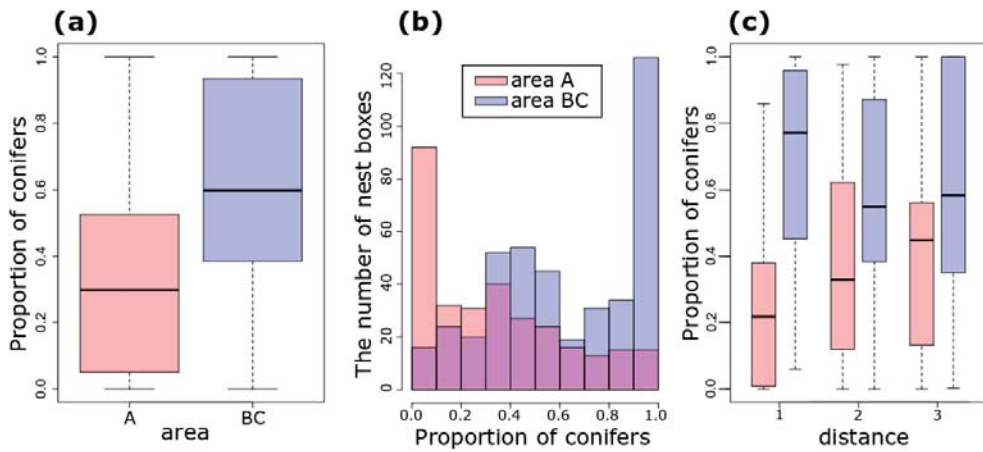 (a)
Proportion of conifers
0.0 0.2 0.4 0.6 0.8 1.0
A BC
area
(b)
The number of nest boxes
0 20 40 60 80 100 120
area A
area BC
0.0 0.2 0.4 0.6 0.8 1.0
Proportion of conifers
(c)
Proportion of conifers
0.0 0.2 0.4 0.6 0.8 1.0
1 2 3
distance